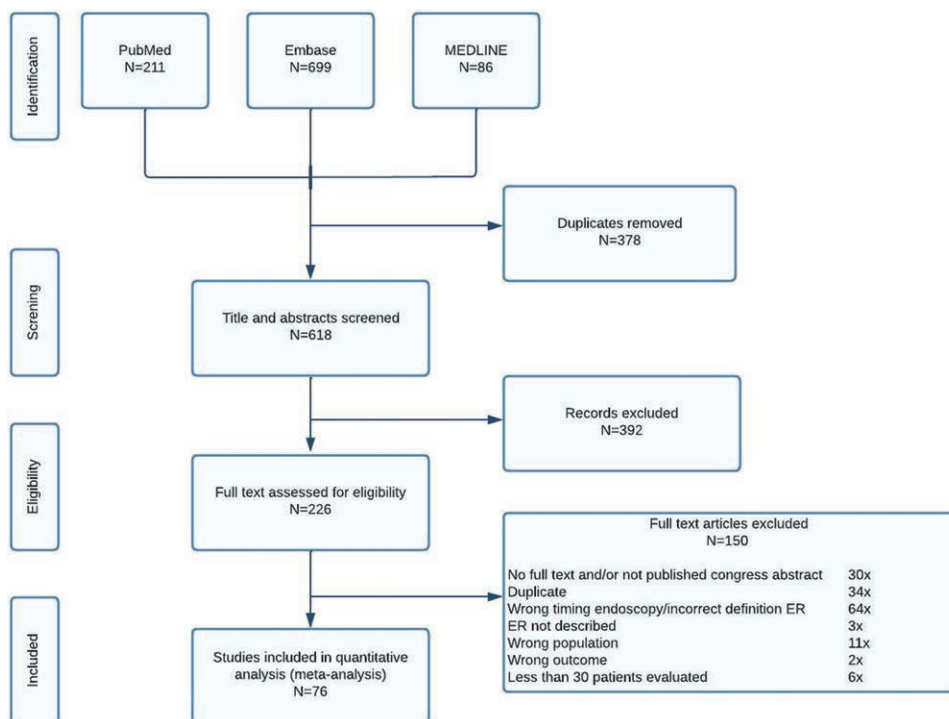 Identification
PubMed
N=211
Embase
N=699
MEDLINE
N=86
Duplicates removed
N=378
Screening
Title and abstracts screened
N=618
Records excluded
N=392
Eligibility
Full text assessed for eligibility
N=226
Full text articles excluded
N=150
No full text and/or not published congress abstract 30x
Duplicate 34x
Wrong timing endoscopy/incorrect definition ER 64x
ER not described 3x
Wrong population 11x
Wrong outcome 2x
Less than 30 patients evaluated 6x
Included
Studies included in quantitative
analysis (meta-analysis)
N=76